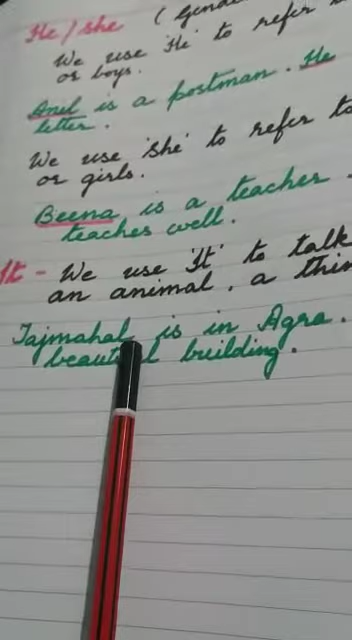 He/she (
We use 'He' to refer
or boys.
Anil is a postman. He
letter.
We use 'she' to refer to
or girls.
Beena is a teacher.
teaches well.
It - We use 'It' to talk
an animal, a thin
Tajmahal is in Agra.
building.